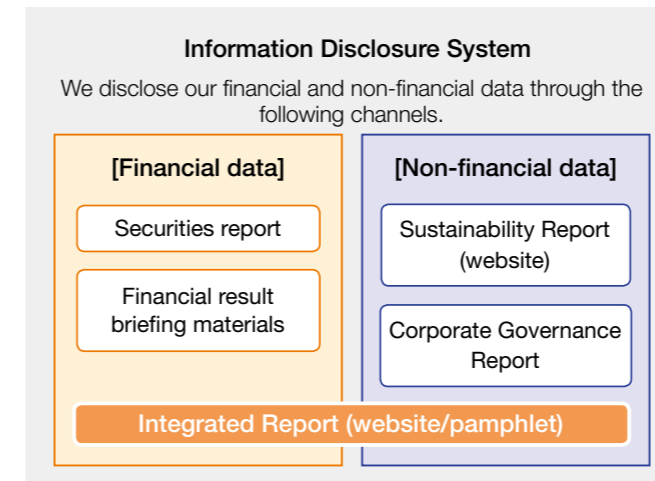 Information Disclosure System
We disclose our financial and non-financial data through the
following channels.
[Financial data]
Securities report
Financial result
briefing materials
[Non-financial data]
Sustainability Report
(website)
Corporate Governance
Report
Integrated Report (website/pamphlet)